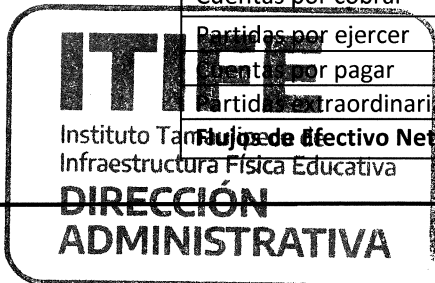 Cuentas por cobrar
Partidas por ejercer
Cuentas por pagar
Partidas extraordinari
Flujos de Efectivo Net
ITIFE
Instituto Tamaulipeco de
Infraestructura Física Educativa
DIRECCIÓN
ADMINISTRATIVA